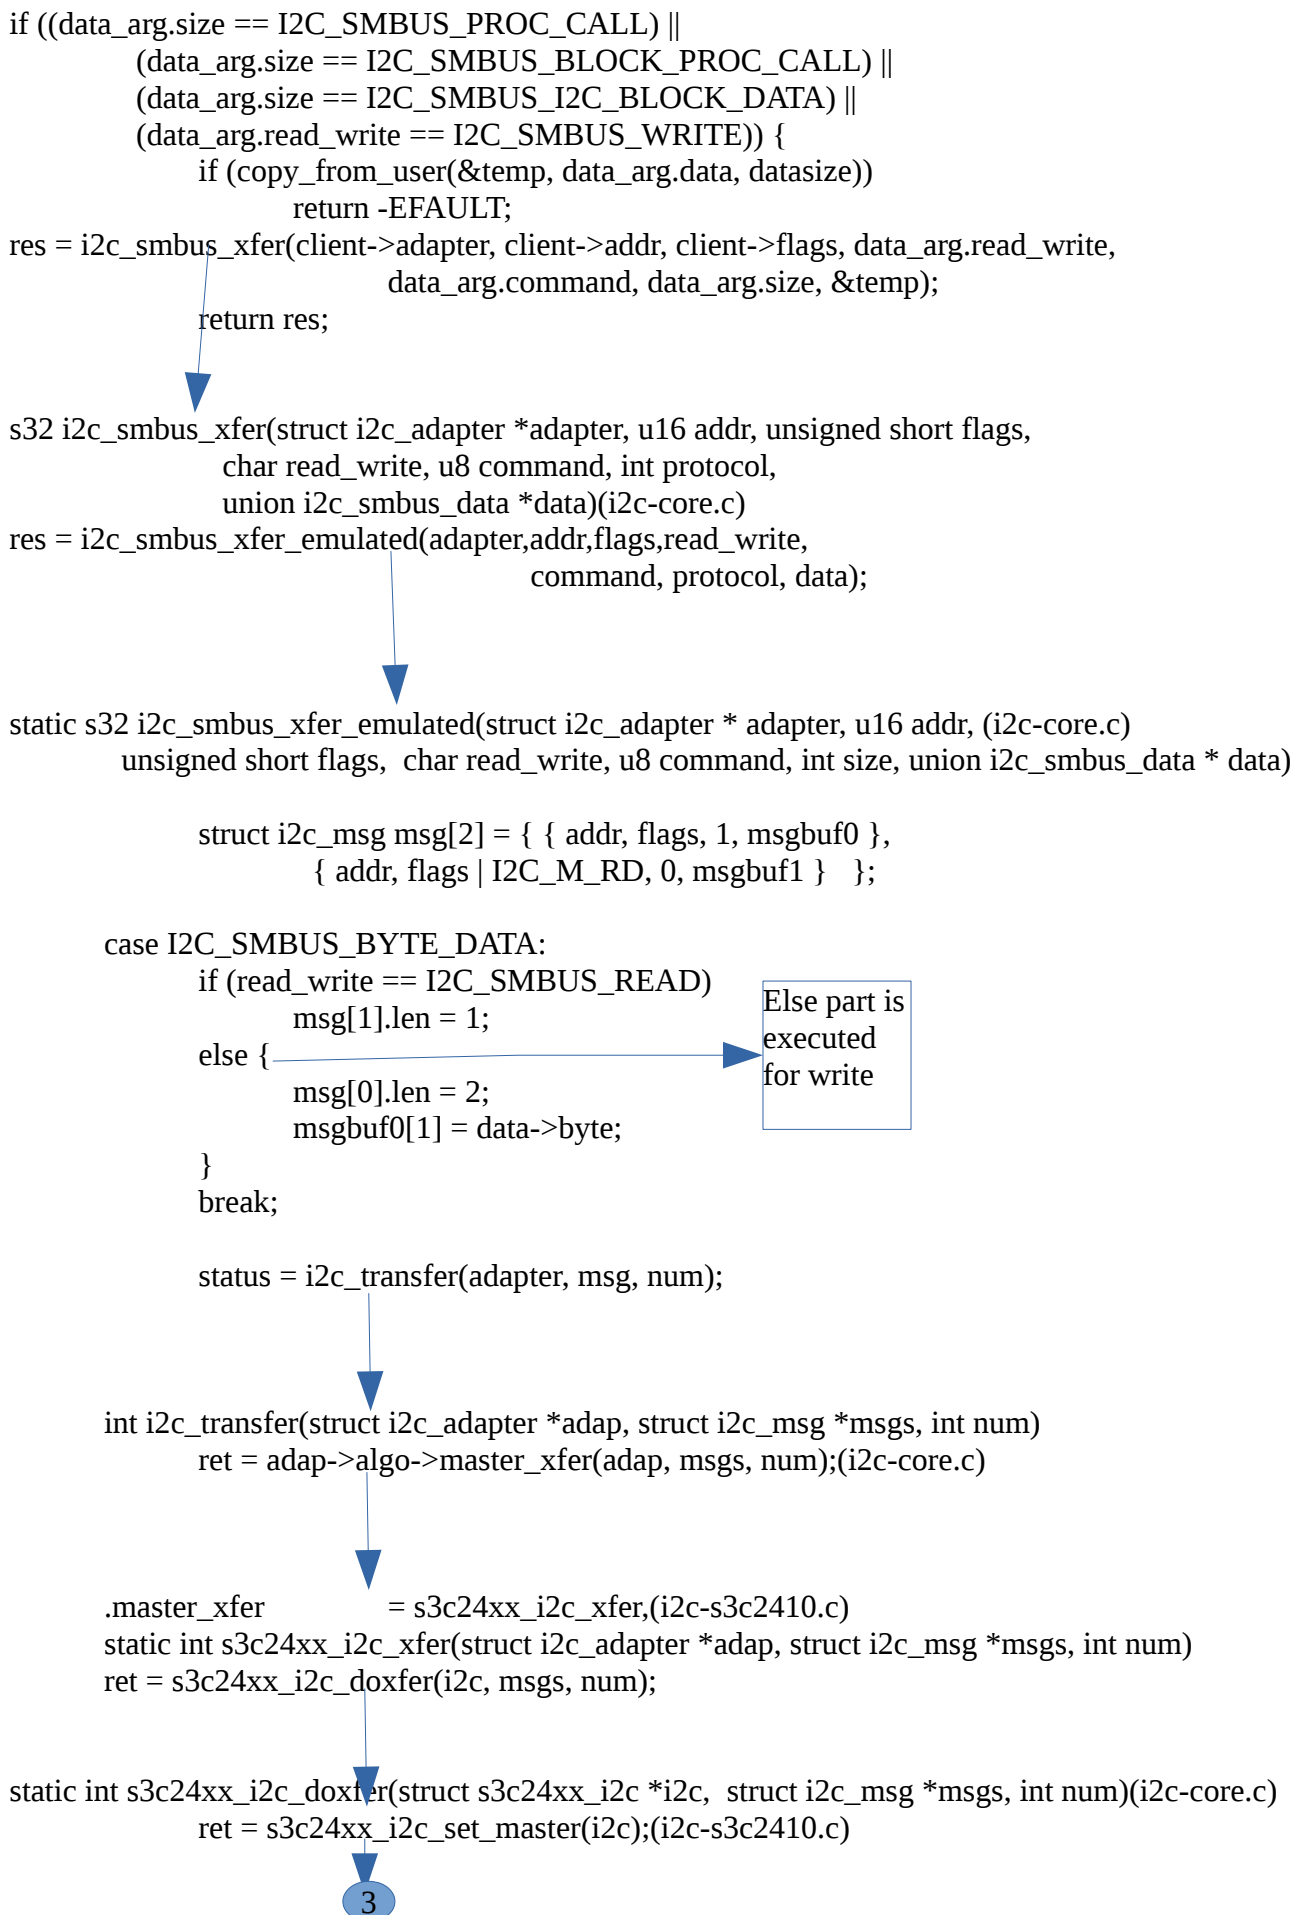 if ((data_arg.size == I2C_SMBUS_PROC_CALL) ||
(data_arg.size == I2C_SMBUS_BLOCK_PROC_CALL) ||
(data_arg.size == I2C_SMBUS_I2C_BLOCK_DATA) ||
(data_arg.read_write == I2C_SMBUS_WRITE)) {
if (copy_from_user(&temp, data_arg.data, datasize))
return -EFAULT;
res = i2c_smbus_xfer(client->adapter, client->addr, client->flags, data_arg.read_write,
data_arg.command, data_arg.size, &temp);
return res;
s32 i2c_smbus_xfer(struct i2c_adapter *adapter, u16 addr, unsigned short flags,
char read_write, u8 command, int protocol,
union i2c_smbus_data *data)(i2c-core.c)
res = i2c_smbus_xfer_emulated(adapter,addr,flags,read_write,
command, protocol, data);
static s32 i2c_smbus_xfer_emulated(struct i2c_adapter * adapter, u16 addr, (i2c-core.c)
unsigned short flags,  char read_write, u8 command, int size, union i2c_smbus_data * data)
struct i2c_msg msg[2] = { { addr, flags, 1, msgbuf0 },
{ addr, flags | I2C_M_RD, 0, msgbuf1 }   };
case I2C_SMBUS_BYTE_DATA:
if (read_write == I2C_SMBUS_READ)
msg[1].len = 1;
else {
msg[0].len = 2;
msgbuf0[1] = data->byte;
}
break;
Else part is
executed
for write
status = i2c_transfer(adapter, msg, num);
int i2c_transfer(struct i2c_adapter *adap, struct i2c_msg *msgs, int num)
ret = adap->algo->master_xfer(adap, msgs, num);(i2c-core.c)
.master_xfer = s3c24xx_i2c_xfer,(i2c-s3c2410.c)
static int s3c24xx_i2c_xfer(struct i2c_adapter *adap, struct i2c_msg *msgs, int num)
ret = s3c24xx_i2c_doxfer(i2c, msgs, num);
static int s3c24xx_i2c_doxfer(struct s3c24xx_i2c *i2c,  struct i2c_msg *msgs, int num)(i2c-core.c)
ret = s3c24xx_i2c_set_master(i2c);(i2c-s3c2410.c)
3